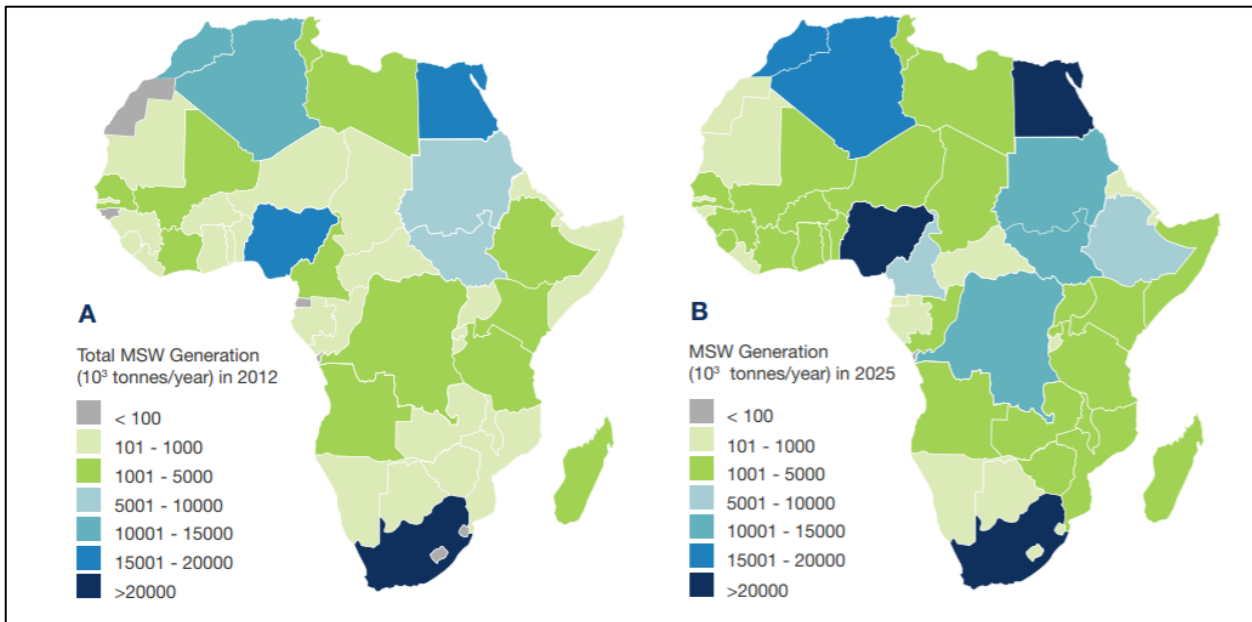 A
Total MSW Generation
(10³ tonnes/year) in 2012
< 100
101 - 1000
1001 - 5000
5001 - 10000
10001 - 15000
15001 - 20000
>20000
B
MSW Generation
(10³ tonnes/year) in 2025
< 100
101 - 1000
1001 - 5000
5001 - 10000
10001 - 15000
15001 - 20000
>20000